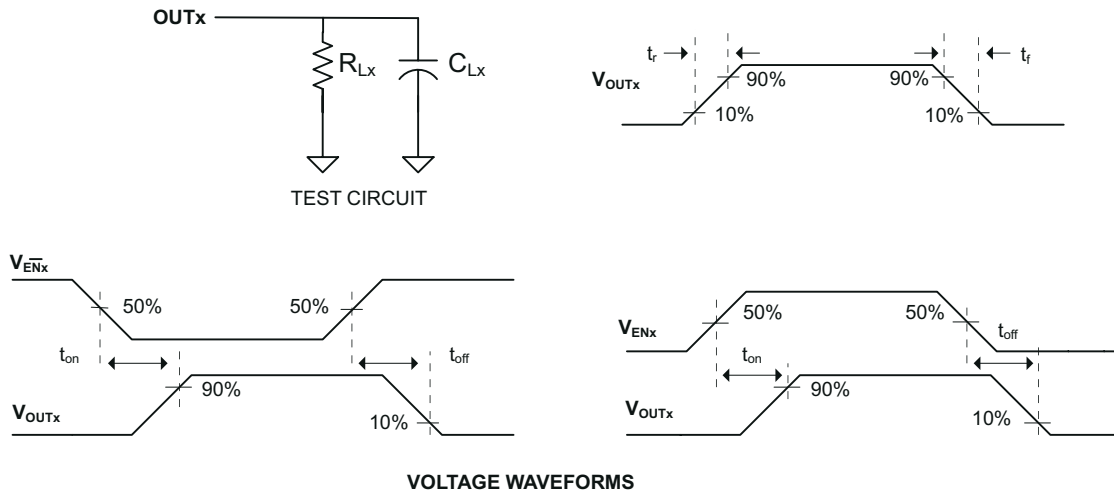 OUTx
RLx
CLx
TEST CIRCUIT
tr
tf
VOUTx
90%
90%
10%
10%
VE̅N̅x
50%
50%
ton
toff
90%
VOUTx
10%
VENx
50%
50%
ton
toff
90%
VOUTx
10%
VOLTAGE WAVEFORMS